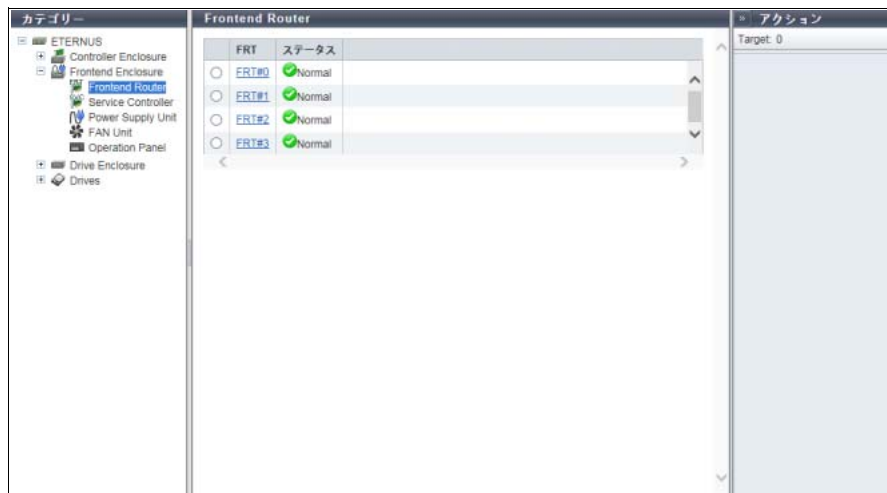 カテゴリー
ETERNUS
Controller Enclosure
Frontend Enclosure
Frontend Router
Service Controller
Power Supply Unit
FAN Unit
Operation Panel
Drive Enclosure
Drives
Frontend Router
FRT ステータス
FRT#0 Normal
FRT#1 Normal
FRT#2 Normal
FRT#3 Normal
» アクション
Target: 0